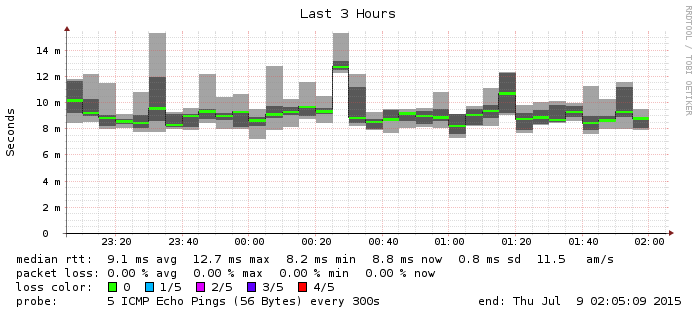 Last 3 Hours
RRDTOOL / TOBI OETIKER
Seconds
14 m
12 m
10 m
8 m
6 m
4 m
2 m
0
23:20 23:40 00:00 00:20 00:40 01:00 01:20 01:40 02:00
median rtt: 9.1 ms avg 12.7 ms max 8.2 ms min 8.8 ms now 0.8 ms sd 11.5 am/s
packet loss: 0.00 % avg 0.00 % max 0.00 % min 0.00 % now
loss color: 0 1/5 2/5 3/5 4/5
probe: 5 ICMP Echo Pings (56 Bytes) every 300s end: Thu Jul 9 02:05:09 2015